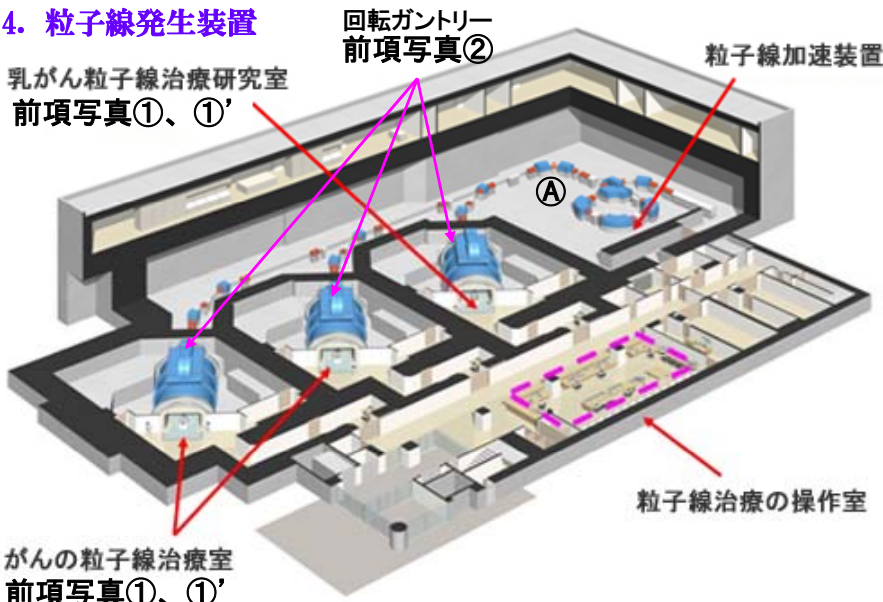 4. 粒子線発生装置
回転ガントリー
前項写真②
粒子線加速装置
乳がん粒子線治療研究室
前項写真①、①’
Ⓐ
粒子線治療の操作室
がんの粒子線治療室
前項写真①、①’